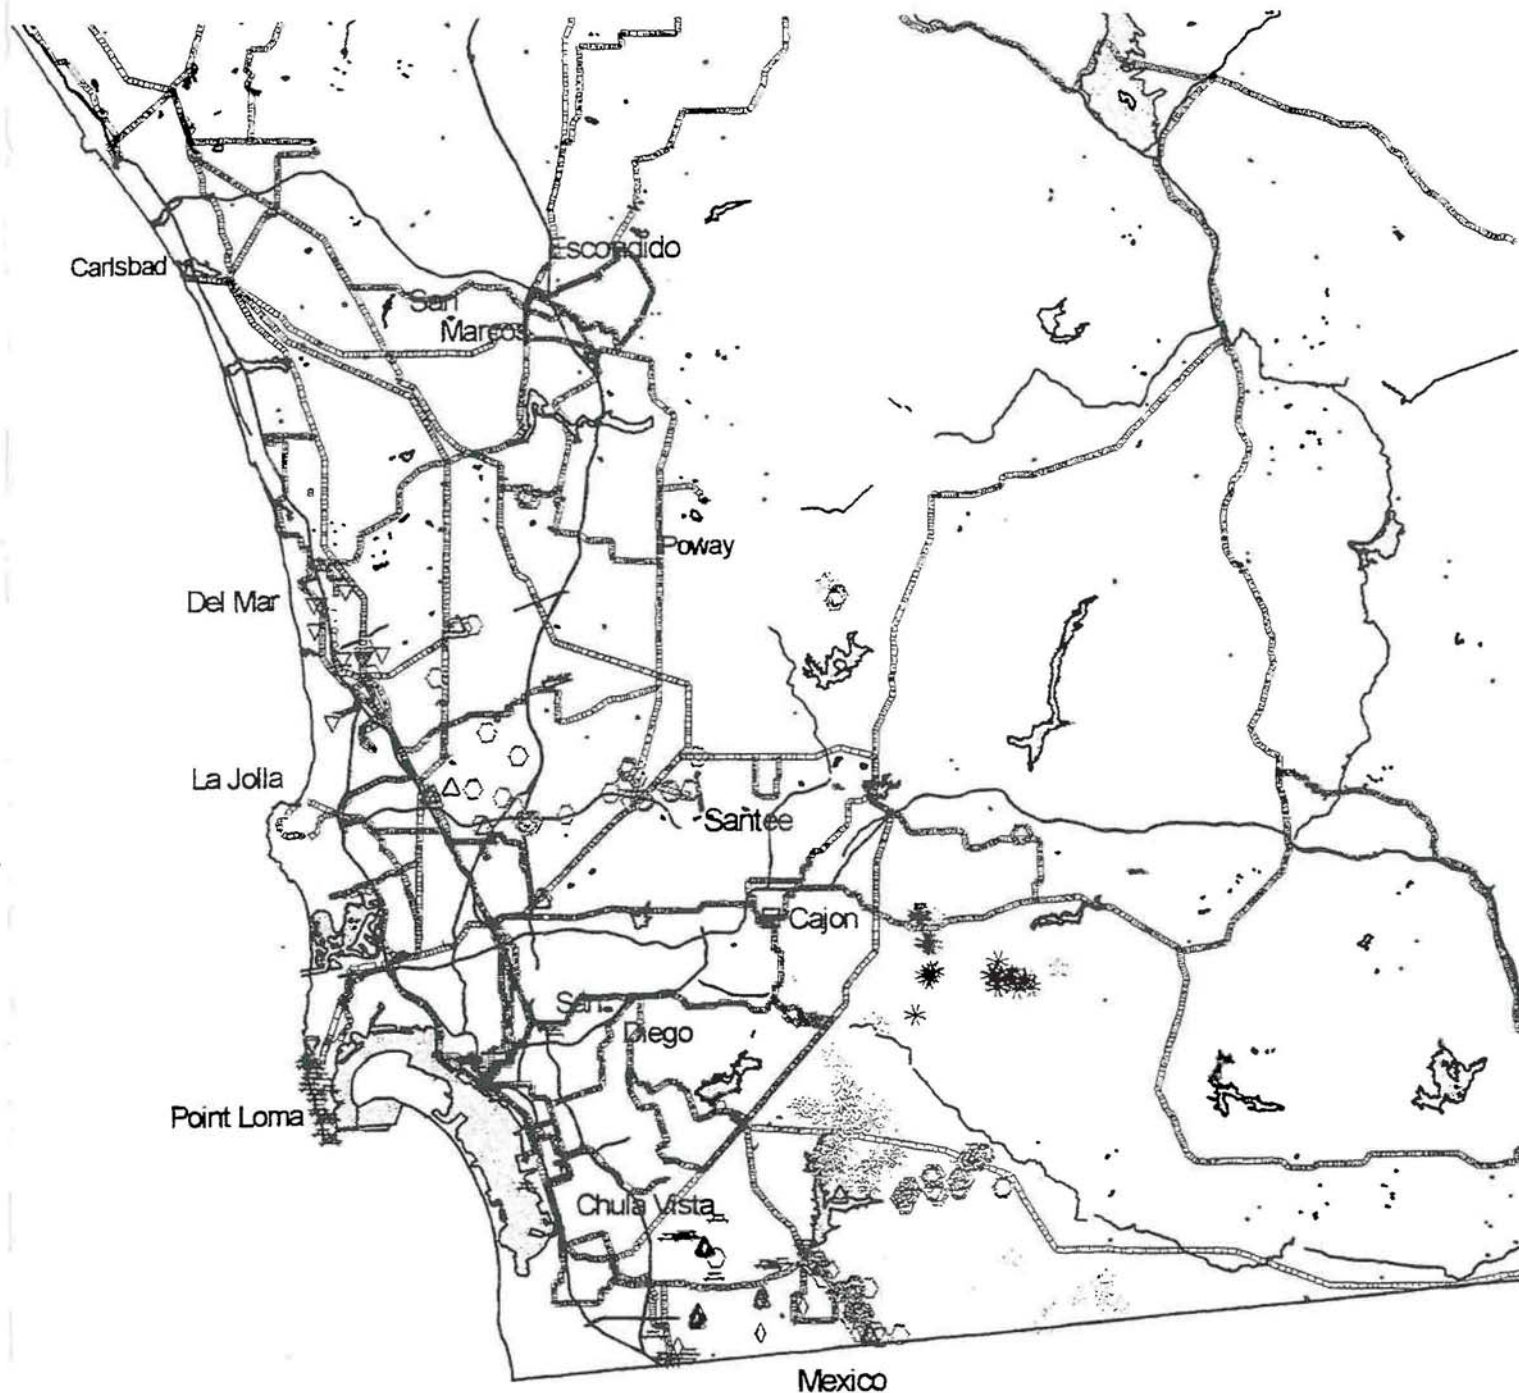 Escondido
Carlsbad
San
Marcos
Poway
Del Mar
La Jolla
Santee
Cajon
San
Diego
Point Loma
Chula Vista
Mexico